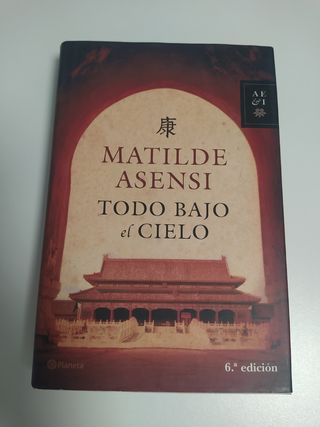 AE
& I
康
MATILDE
ASENSI
TODO BAJO
el CIELO
Planeta
6.ª edición